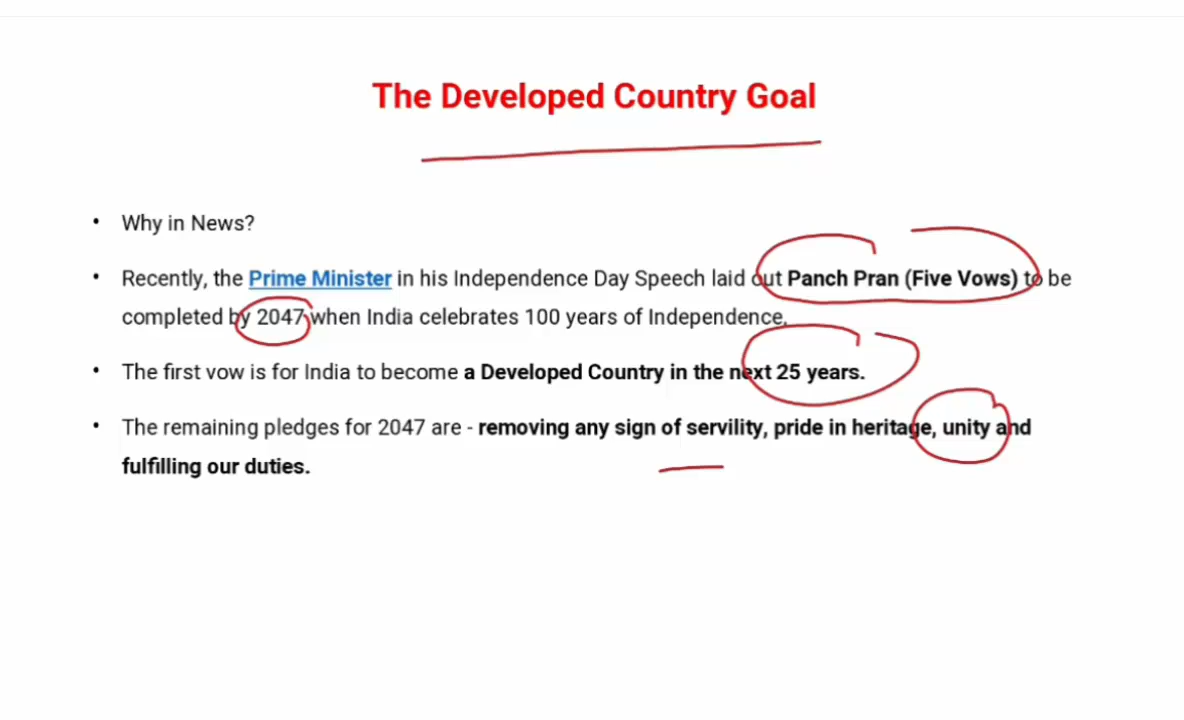 The Developed Country Goal
• Why in News?
• Recently, the Prime Minister in his Independence Day Speech laid out Panch Pran (Five Vows) to be
completed by 2047 when India celebrates 100 years of Independence.
• The first vow is for India to become a Developed Country in the next 25 years.
• The remaining pledges for 2047 are - removing any sign of servility, pride in heritage, unity and
fulfilling our duties.